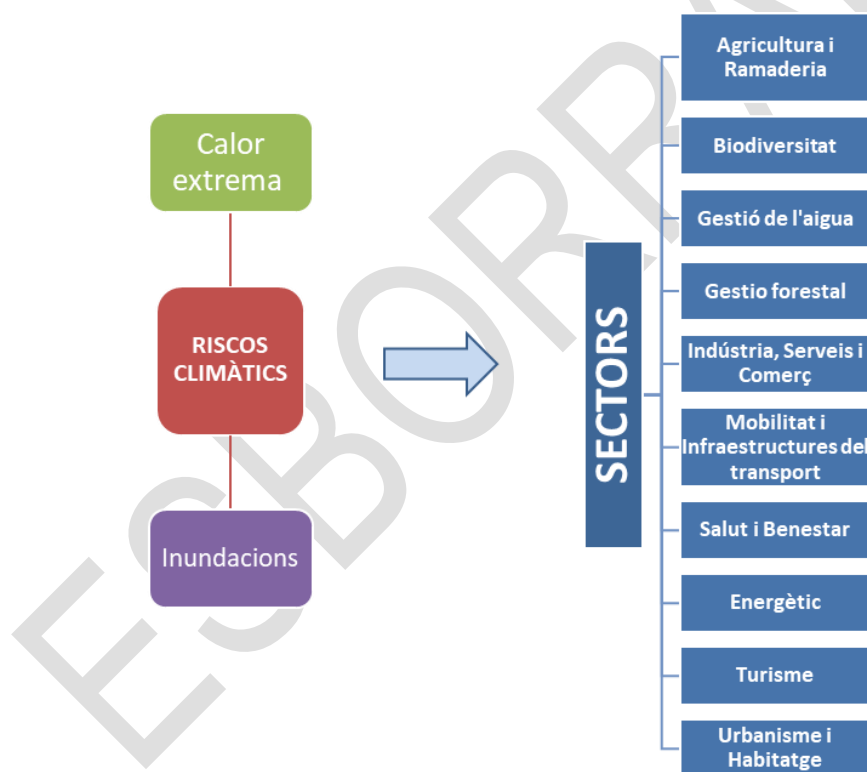 Calor
extrema
RISCOS
CLIMÀTICS
Inundacions
SECTORS
Agricultura i
Ramaderia
Biodiversitat
Gestió de l'aigua
Gestio forestal
Indústria, Serveis i
Comerç
Mobilitat i
Infraestructures del
transport
Salut i Benestar
Energètic
Turisme
Urbanisme i
Habitatge
ESBORRA